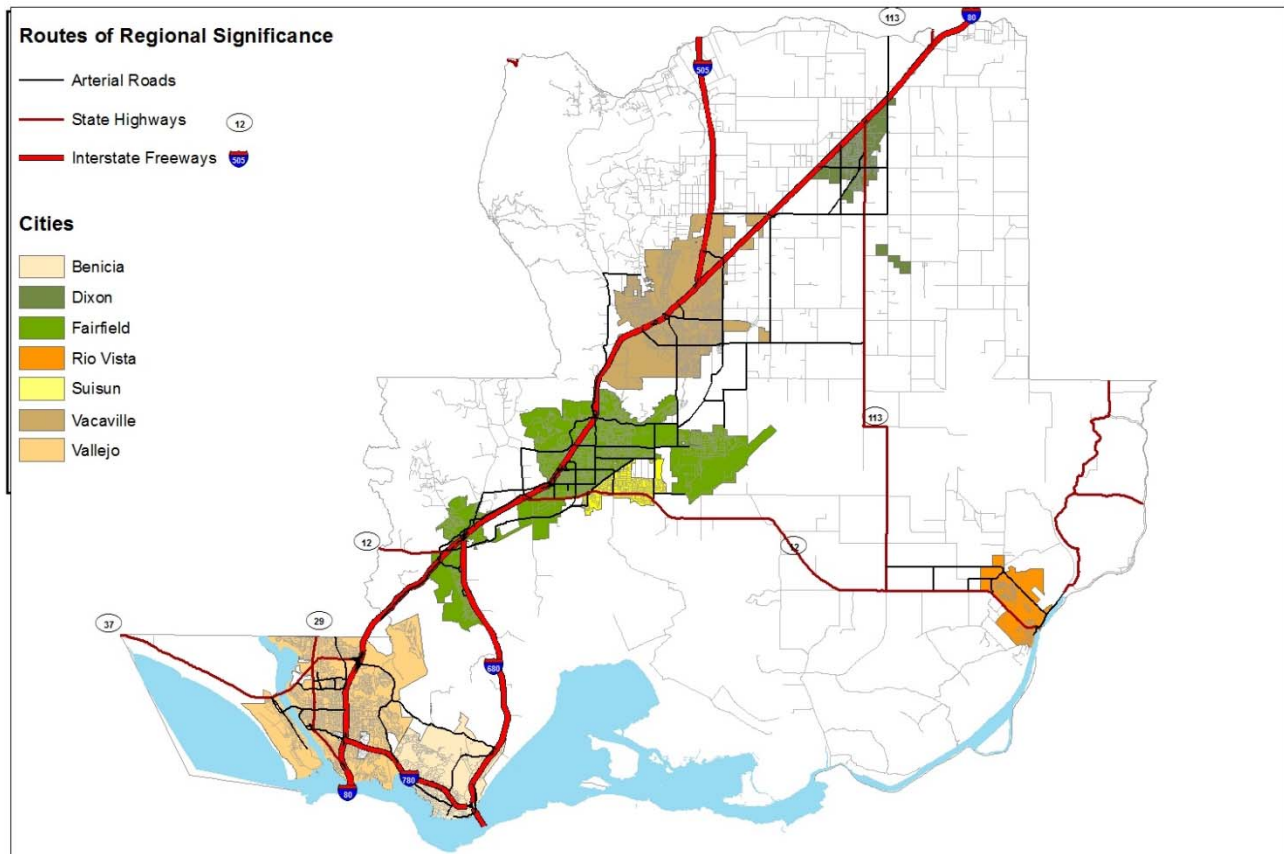 Routes of Regional Significance
Arterial Roads
State Highways
12
Interstate Freeways
505
Cities
Benicia
Dixon
Fairfield
Rio Vista
Suisun
Vacaville
Vallejo
113
80
505
113
12
12
29
37
680
780
80